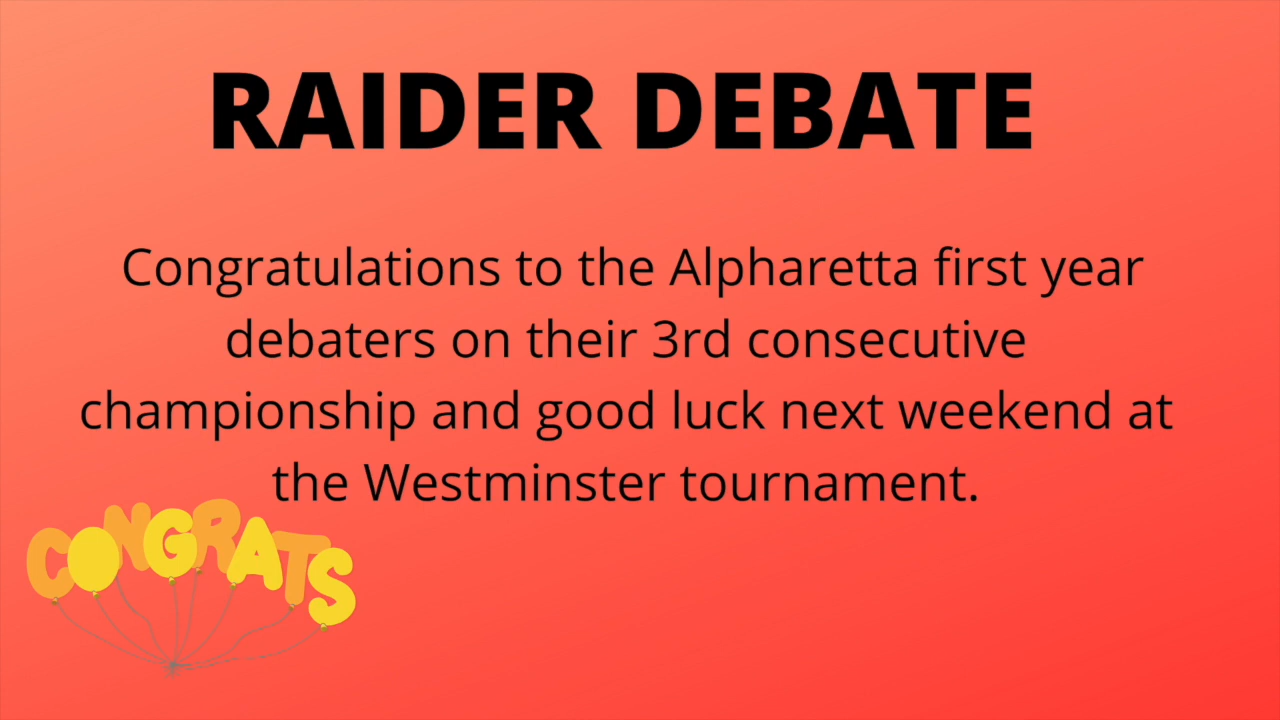 RAIDER DEBATE
Congratulations to the Alpharetta first year
debaters on their 3rd consecutive
championship and good luck next weekend at
the Westminster tournament.
CONGRATS